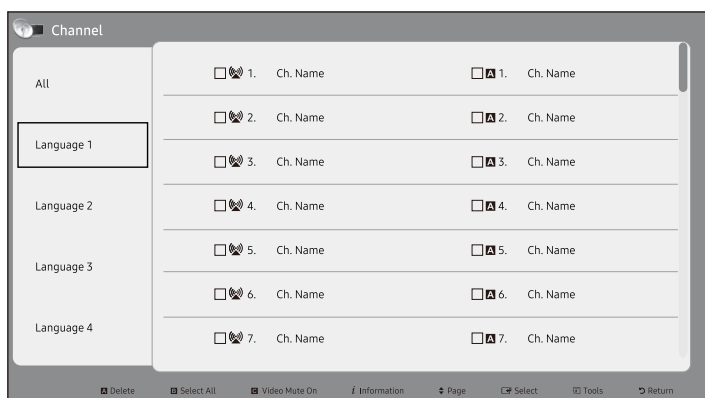 Channel
All
Language 1
Language 2
Language 3
Language 4
1. Ch. Name A 1. Ch. Name
2. Ch. Name A 2. Ch. Name
3. Ch. Name A 3. Ch. Name
4. Ch. Name A 4. Ch. Name
5. Ch. Name A 5. Ch. Name
6. Ch. Name A 6. Ch. Name
7. Ch. Name A 7. Ch. Name
A Delete B Select All C Video Mute On i Information Page Select Tools Return